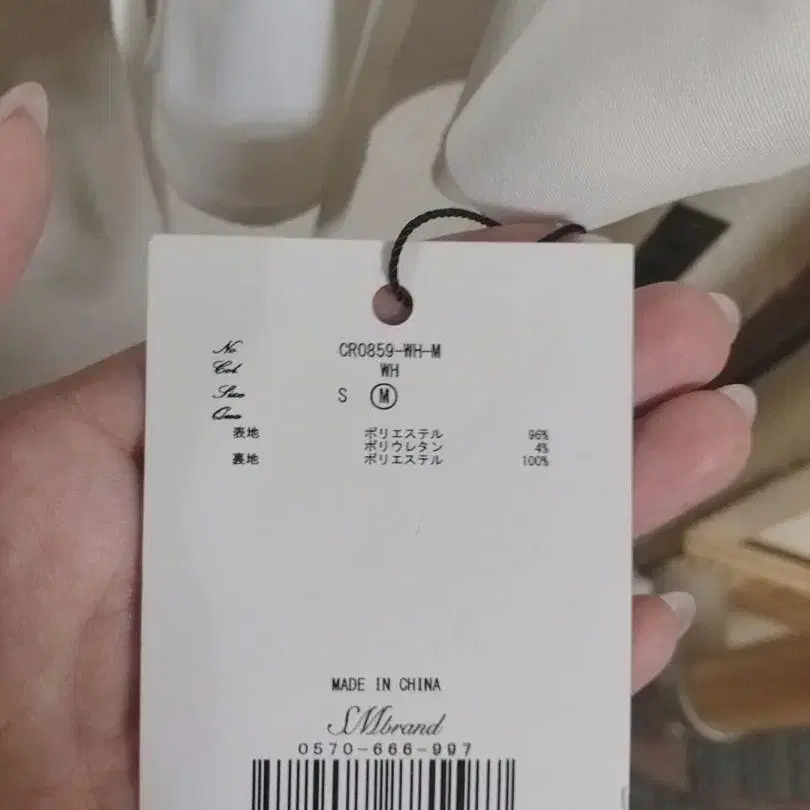 No CR0859-WH-M
Col WH
Size S M
Qua
表地 ポリエステル 96%
ポリウレタン 4%
裏地 ポリエステル 100%
MADE IN CHINA
SMbrand
0570-666-997